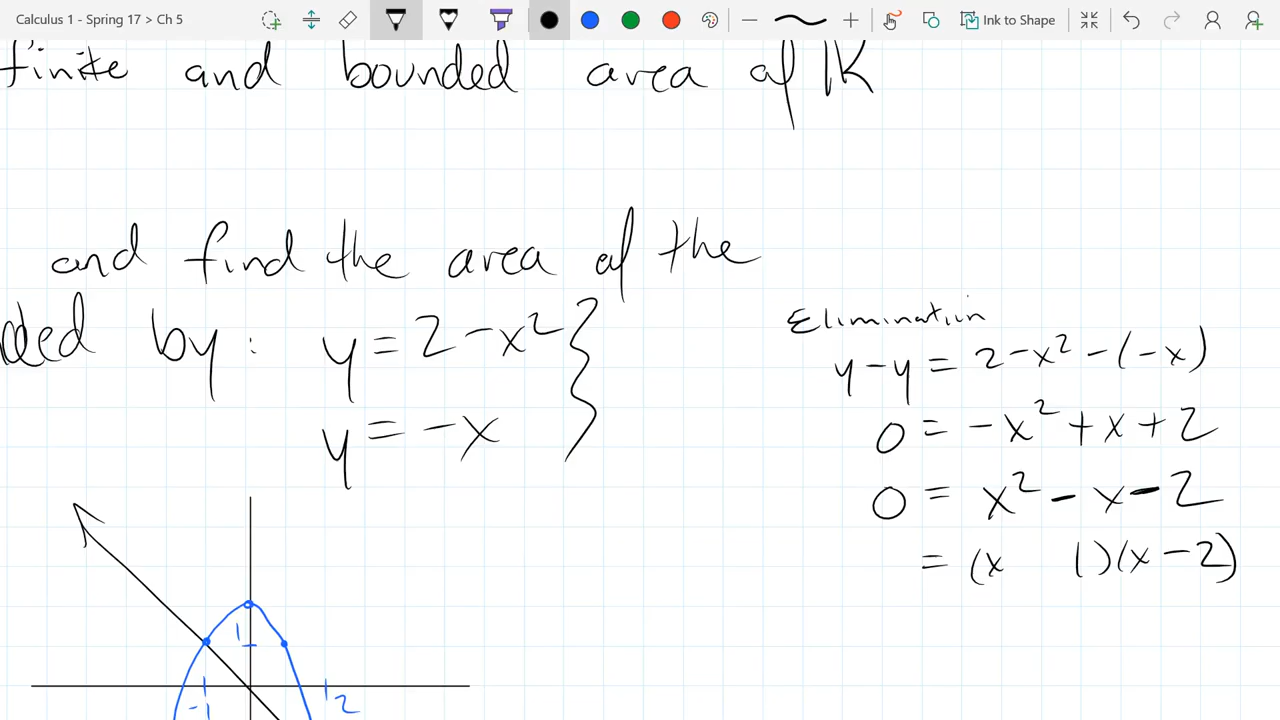 Calculus 1 - Spring 17 > Ch 5
Ink to Shape
finite and bounded area of K
and find the area of the
ded by: y = 2 - x²
y = -x
Elimination
y - y = 2 - x² - (-x)
0 = -x² + x + 2
0 = x² - x - 2
= (x 1)(x - 2)
1
-1
2